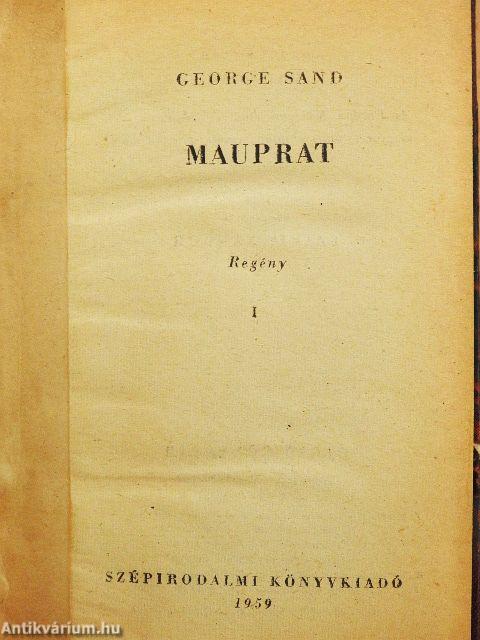 GEORGE SAND
MAUPRAT
Regény
I
SZÉPIRODALMI KÖNYVKIADÓ
1959
Antikvárium.hu